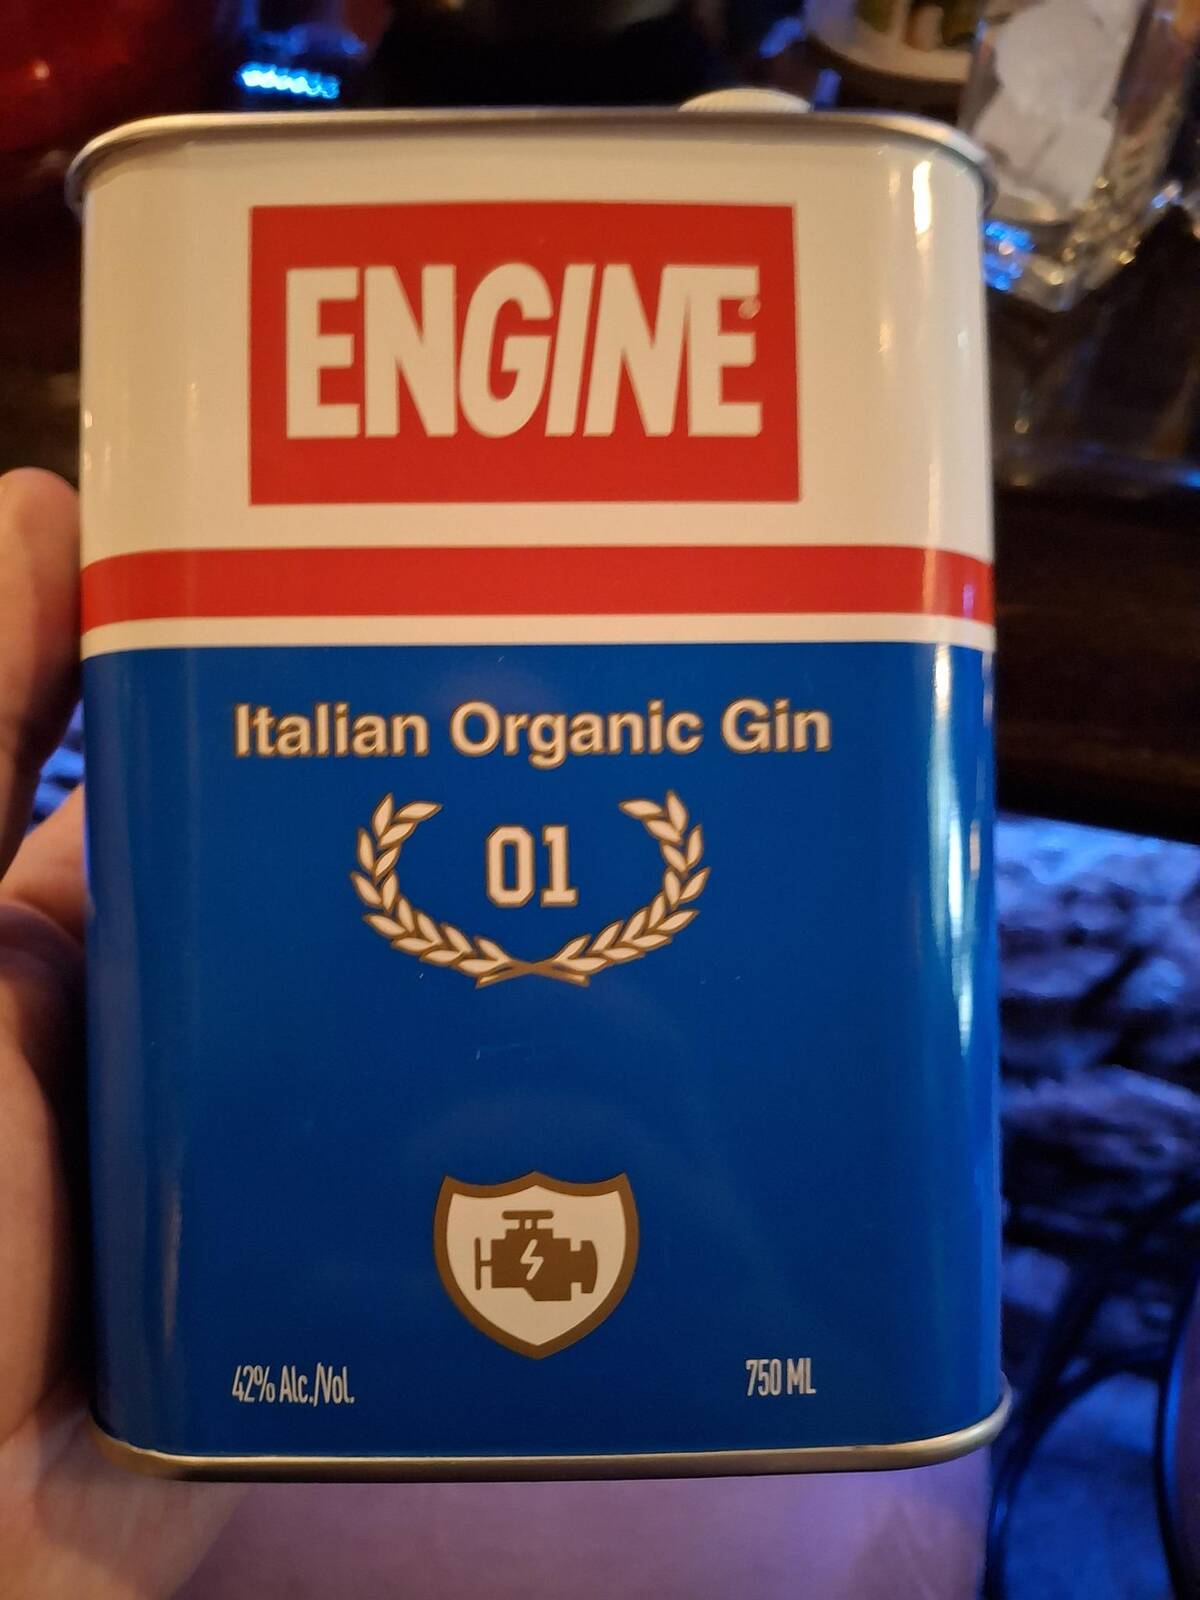 ENGINE®
Italian Organic Gin
01
42% Alc./Vol.
750 ML